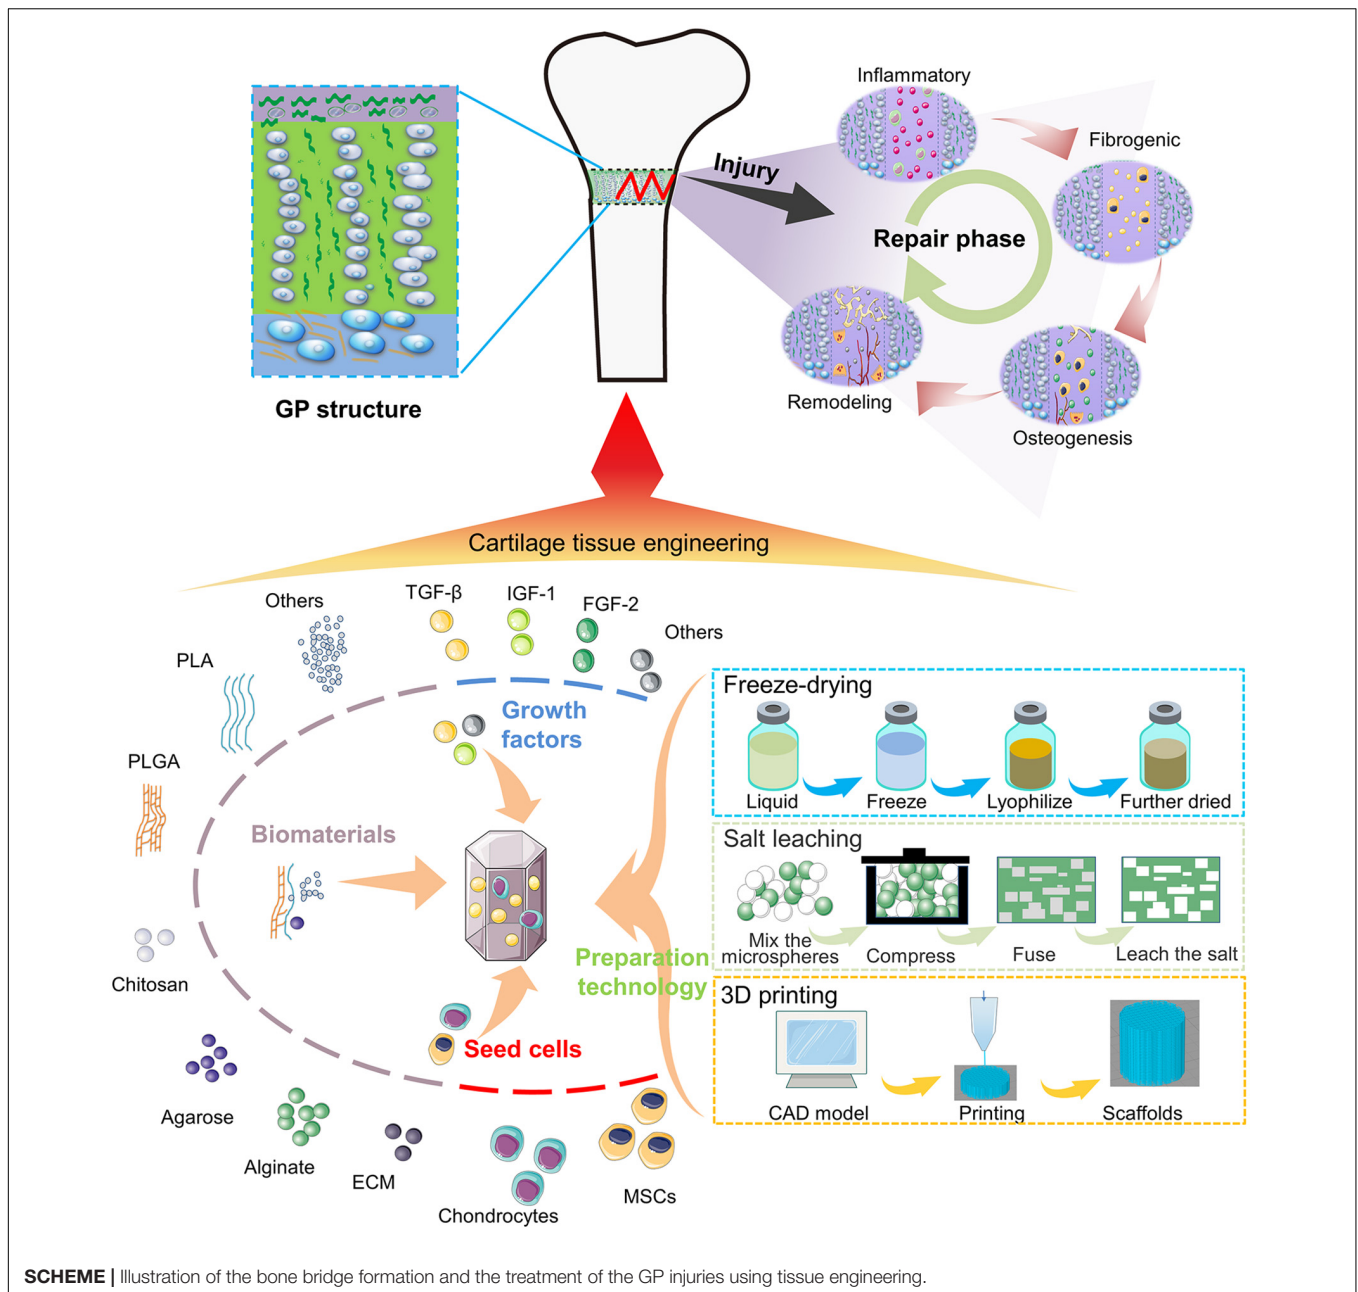 Inflammatory
Fibrogenic
Injury
Repair phase
Remodeling
Osteogenesis
GP structure
Cartilage tissue engineering
TGF-β
IGF-1
FGF-2
Others
Others
PLA
PLGA
Chitosan
Agarose
Alginate
ECM
Chondrocytes
MSCs
Growth
factors
Biomaterials
Seed cells
Preparation
technology
Freeze-drying
Liquid
Freeze
Lyophilize
Further dried
Salt leaching
Mix the
microspheres
Compress
Fuse
Leach the salt
3D printing
CAD model
Printing
Scaffolds
SCHEME | Illustration of the bone bridge formation and the treatment of the GP injuries using tissue engineering.